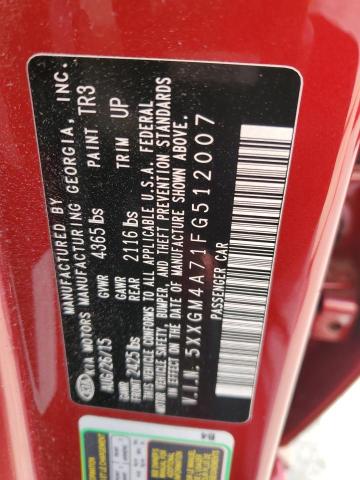 MANUFACTURED BY
KIA MOTORS MANUFACTURING GEORGIA, INC.
AUG/26/15 GVWR 4365 lbs PAINT TR3
GAWR FRONT 2425 lbs GAWR REAR 2116 lbs TRIM UP
THIS VEHICLE CONFORMS TO ALL APPLICABLE U.S.A. FEDERAL
MOTOR VEHICLE SAFETY, BUMPER, AND THEFT PREVENTION STANDARDS
IN EFFECT ON THE DATE OF MANUFACTURE SHOWN ABOVE.
V.I.N. 5XXGM4A71FG512007
PASSENGER CAR